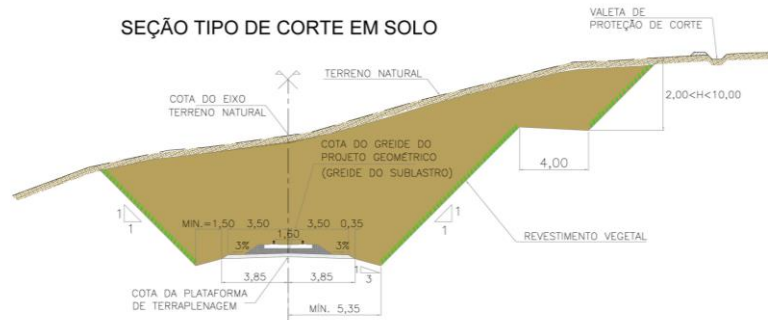 SEÇÃO TIPO DE CORTE EM SOLO
VALETA DE
PROTEÇÃO DE CORTE
TERRENO NATURAL
COTA DO EIXO
TERRENO NATURAL
2,00<H<10,00
COTA DO GREIDE DO
PROJETO GEOMÉTRICO
(GREIDE DO SUBLASTRO)
4,00
1
1
1
1
MIN.=1,50
3,50
3,50
0,35
1,60
REVESTIMENTO VEGETAL
3%
3%
3,85
3,85
1
3
COTA DA PLATAFORMA
DE TERRAPLENAGEM
MÍN. 5,35